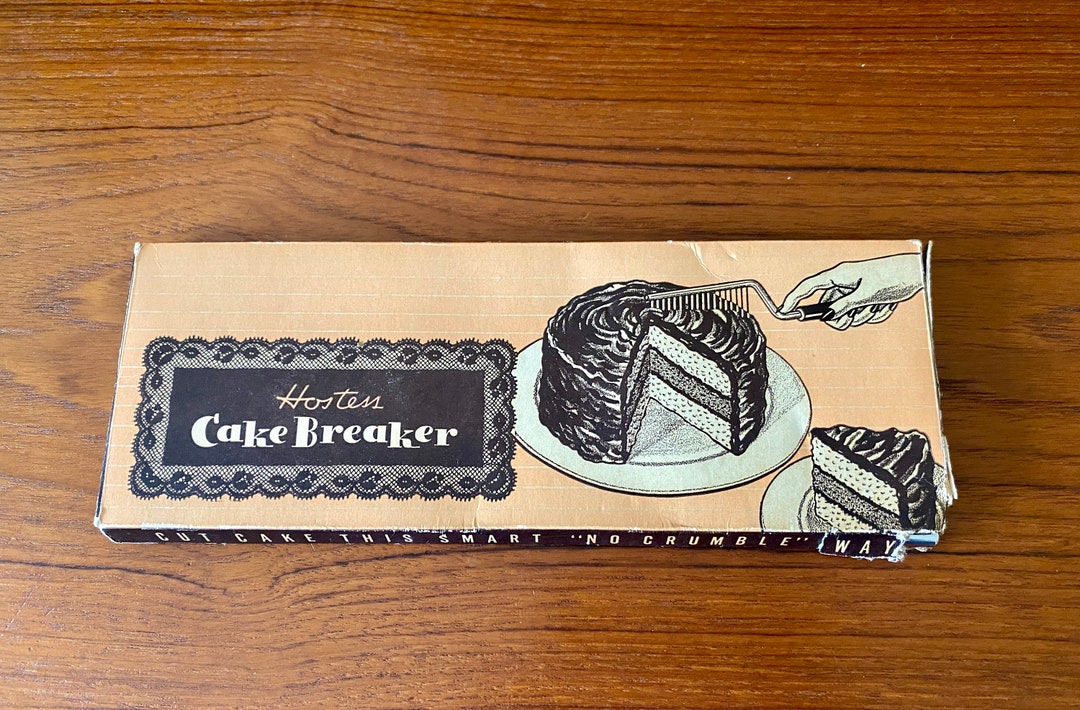 Hostess
Cake Breaker
CUT CAKE THIS SMART "NO CRUMBLE" WAY